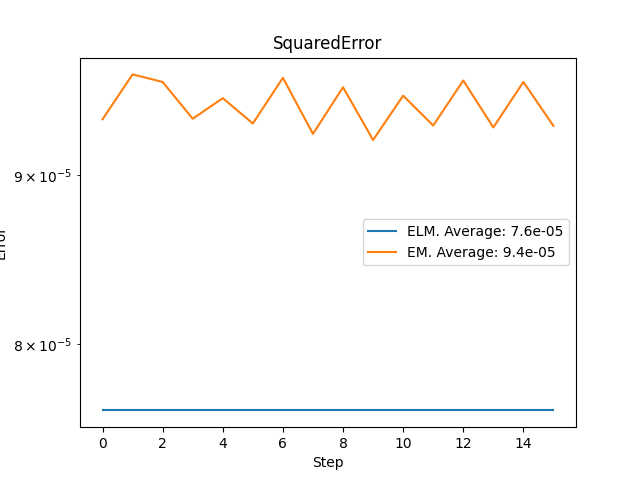 SquaredError
9 × 10⁻⁵
8 × 10⁻⁵
Error
ELM. Average: 7.6e-05
EM. Average: 9.4e-05
0 2 4 6 8 10 12 14
Step